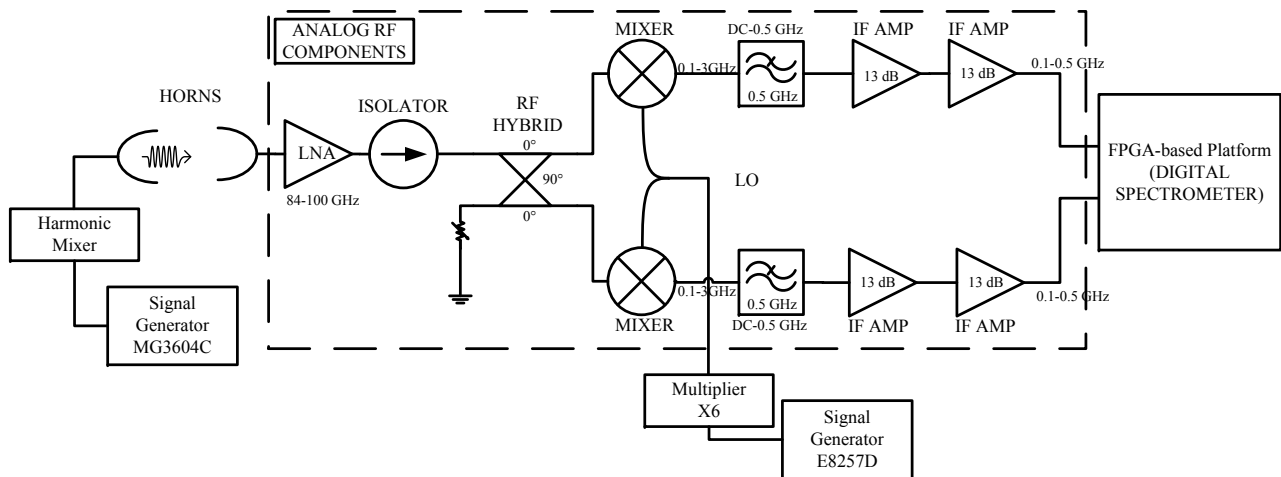 ANALOG RF
COMPONENTS
HORNS
Harmonic
Mixer
Signal
Generator
MG3604C
LNA
84-100 GHz
ISOLATOR
RF
HYBRID
0°
90°
0°
MIXER
0.1-3GHz
DC-0.5 GHz
0.5 GHz
IF AMP
13 dB
IF AMP
13 dB
0.1-0.5 GHz
LO
MIXER
0.1-3GHz
0.5 GHz
DC-0.5 GHz
13 dB
IF AMP
13 dB
IF AMP
0.1-0.5 GHz
FPGA-based Platform
(DIGITAL
SPECTROMETER)
Multiplier
X6
Signal
Generator
E8257D